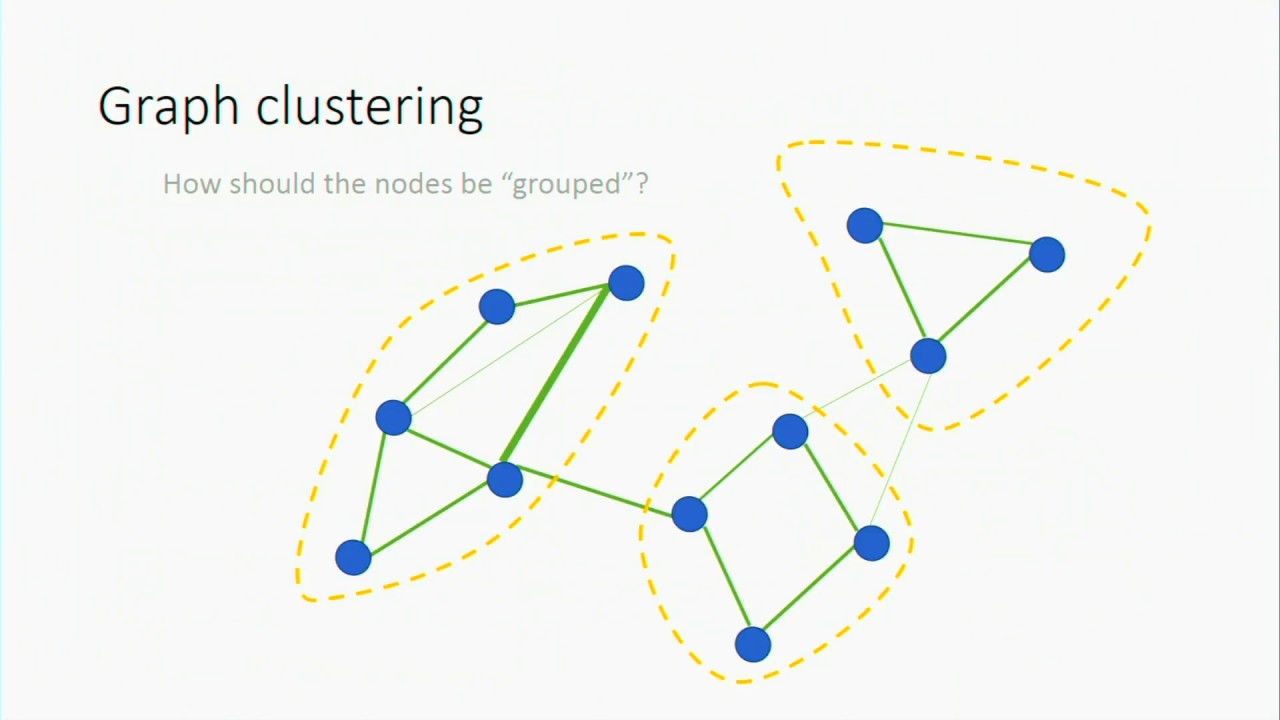 Graph clustering
How should the nodes be “grouped”?